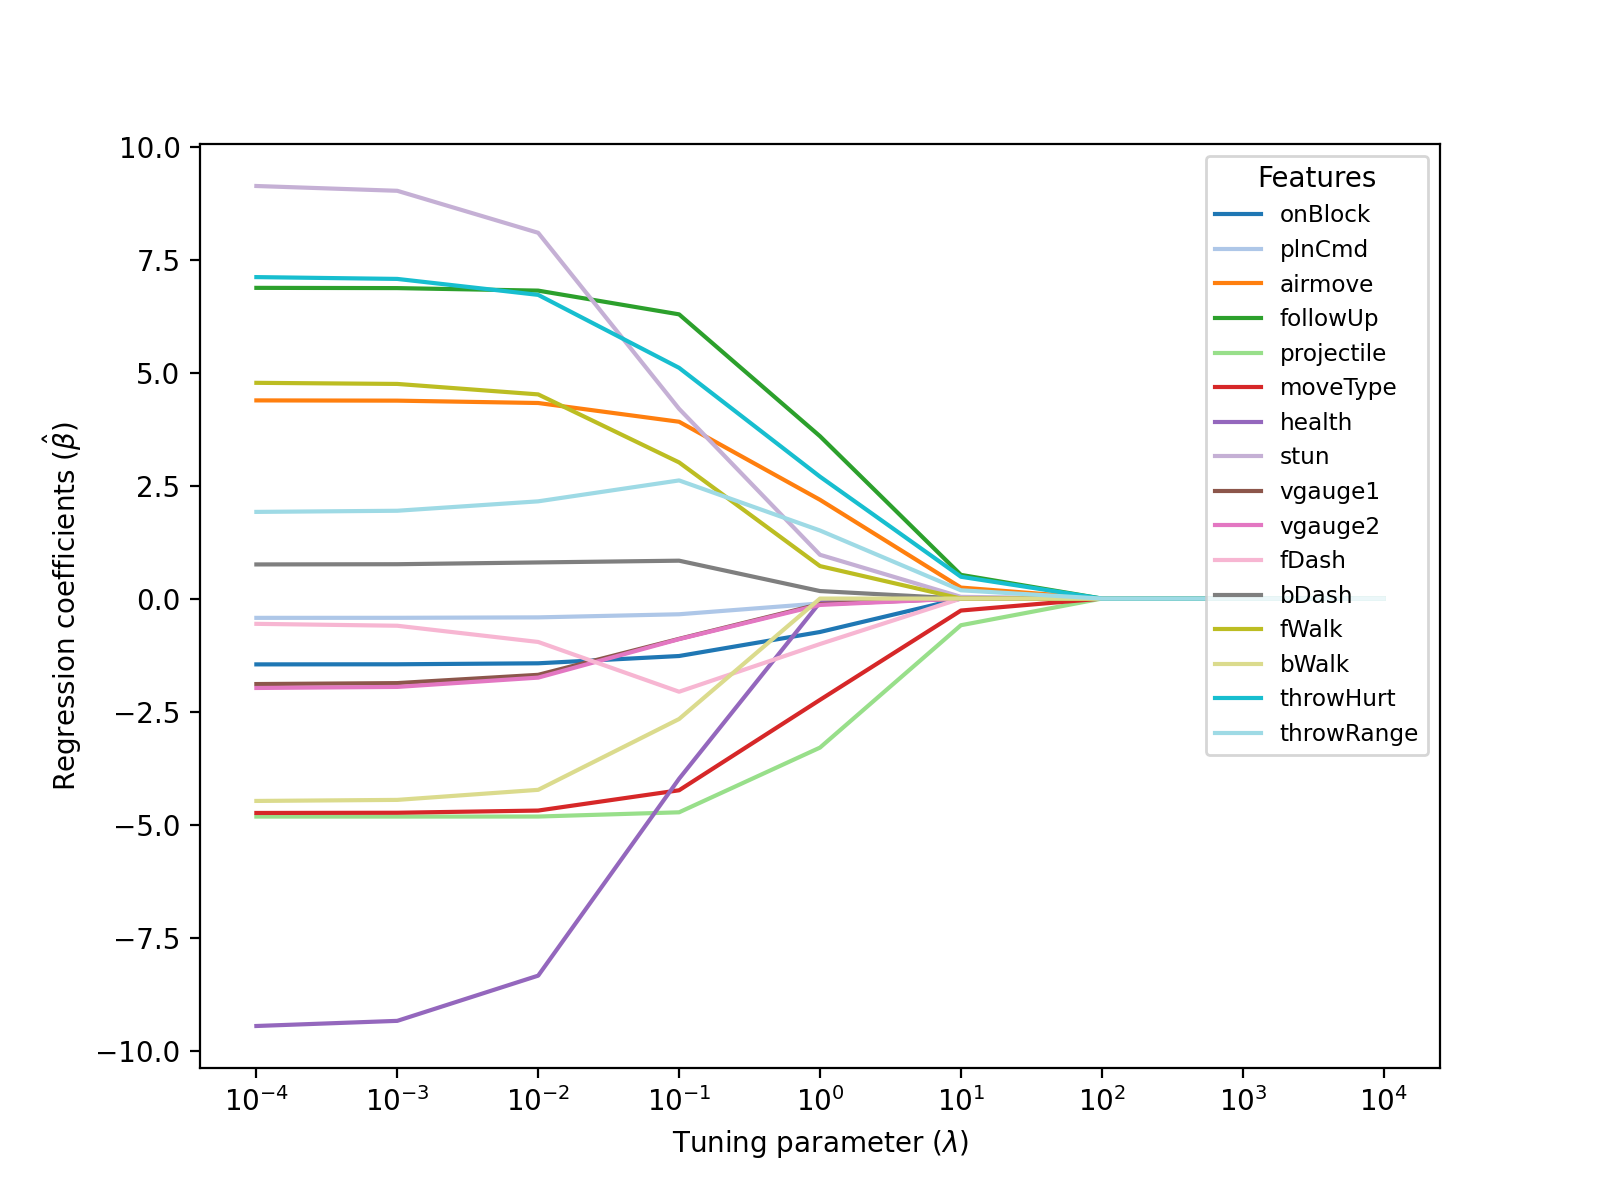 10.0
7.5
5.0
2.5
0.0
−2.5
−5.0
−7.5
−10.0
Regression coefficients (β̂)
10⁻⁴ 10⁻³ 10⁻² 10⁻¹ 10⁰ 10¹ 10² 10³ 10⁴
Tuning parameter (λ)
Features
onBlock
plnCmd
airmove
followUp
projectile
moveType
health
stun
vgauge1
vgauge2
fDash
bDash
fWalk
bWalk
throwHurt
throwRange